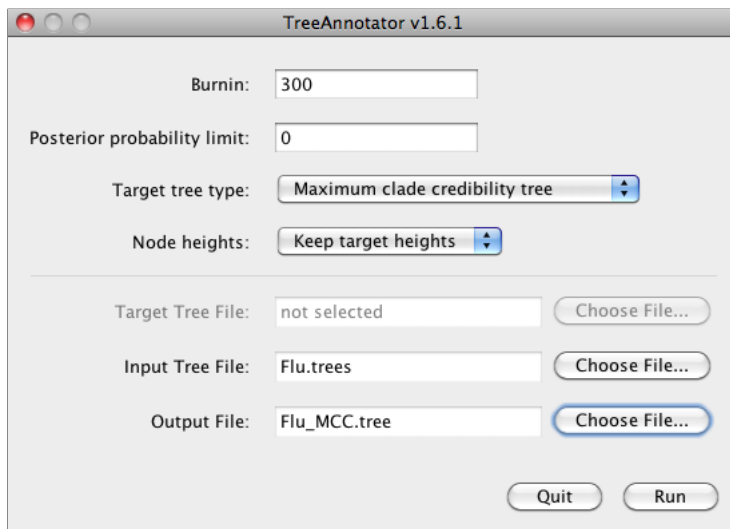 TreeAnnotator v1.6.1
Burnin: 300
Posterior probability limit: 0
Target tree type: Maximum clade credibility tree
Node heights: Keep target heights
Target Tree File: not selected Choose File...
Input Tree File: Flu.trees Choose File...
Output File: Flu_MCC.tree Choose File...
Quit Run